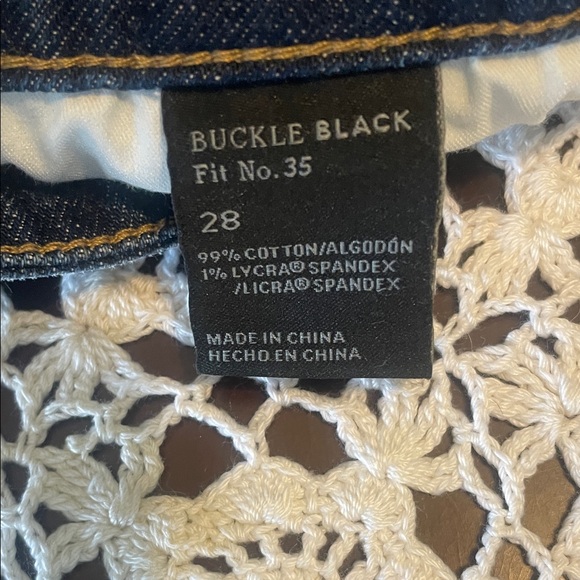 BUCKLE BLACK
Fit No. 35
28
99% COTTON/ALGODÓN
1% LYCRA® SPANDEX
/LICRA® SPANDEX
MADE IN CHINA
HECHO EN CHINA